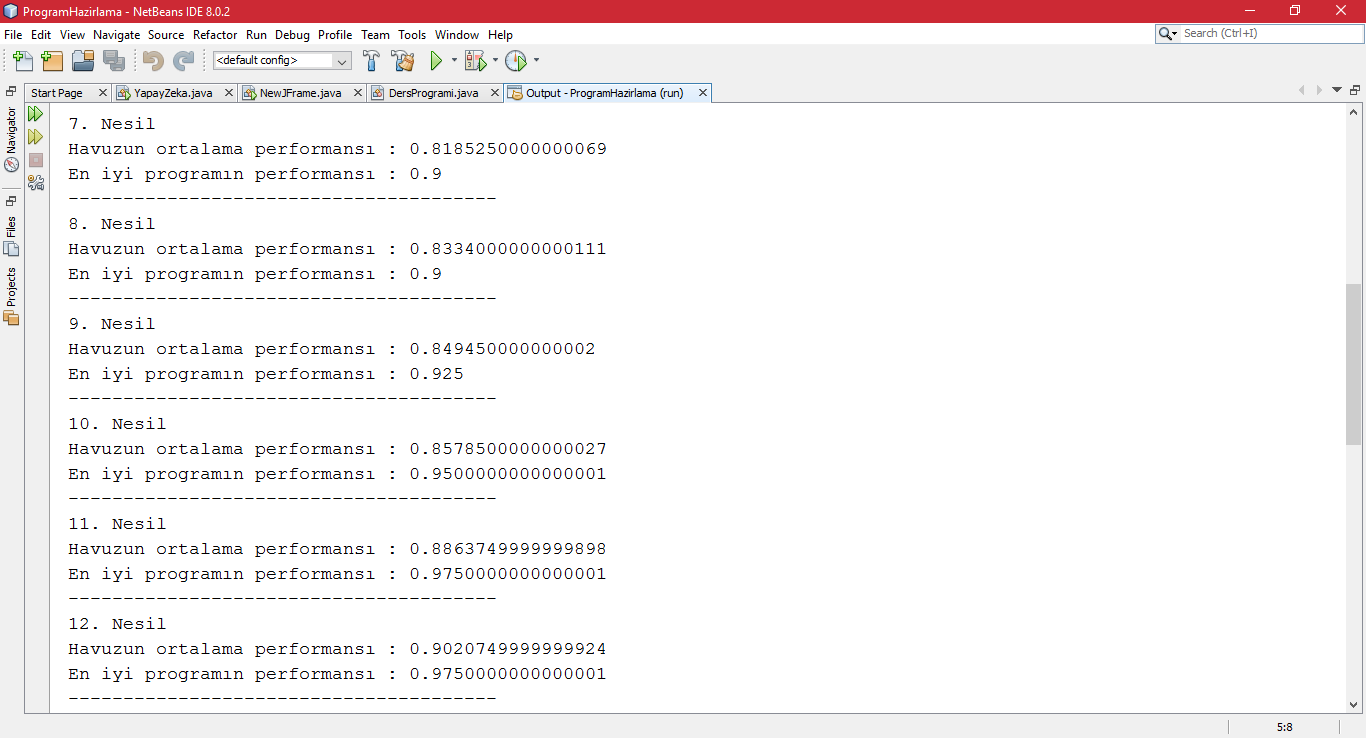 ProgramHazirlama - NetBeans IDE 8.0.2
File Edit View Navigate Source Refactor Run Debug Profile Team Tools Window Help
Search (Ctrl+I)
<default config>
Start Page YapayZeka.java NewJFrame.java DersProgrami.java Output - ProgramHazirlama (run)
Navigator
Files
Projects
7. Nesil
Havuzun ortalama performansı : 0.8185250000000069
En iyi programın performansı : 0.9
---------------------------------------
8. Nesil
Havuzun ortalama performansı : 0.8334000000000111
En iyi programın performansı : 0.9
---------------------------------------
9. Nesil
Havuzun ortalama performansı : 0.849450000000002
En iyi programın performansı : 0.925
---------------------------------------
10. Nesil
Havuzun ortalama performansı : 0.8578500000000027
En iyi programın performansı : 0.9500000000000001
---------------------------------------
11. Nesil
Havuzun ortalama performansı : 0.8863749999999898
En iyi programın performansı : 0.9750000000000001
---------------------------------------
12. Nesil
Havuzun ortalama performansı : 0.9020749999999924
En iyi programın performansı : 0.9750000000000001
---------------------------------------
5:8